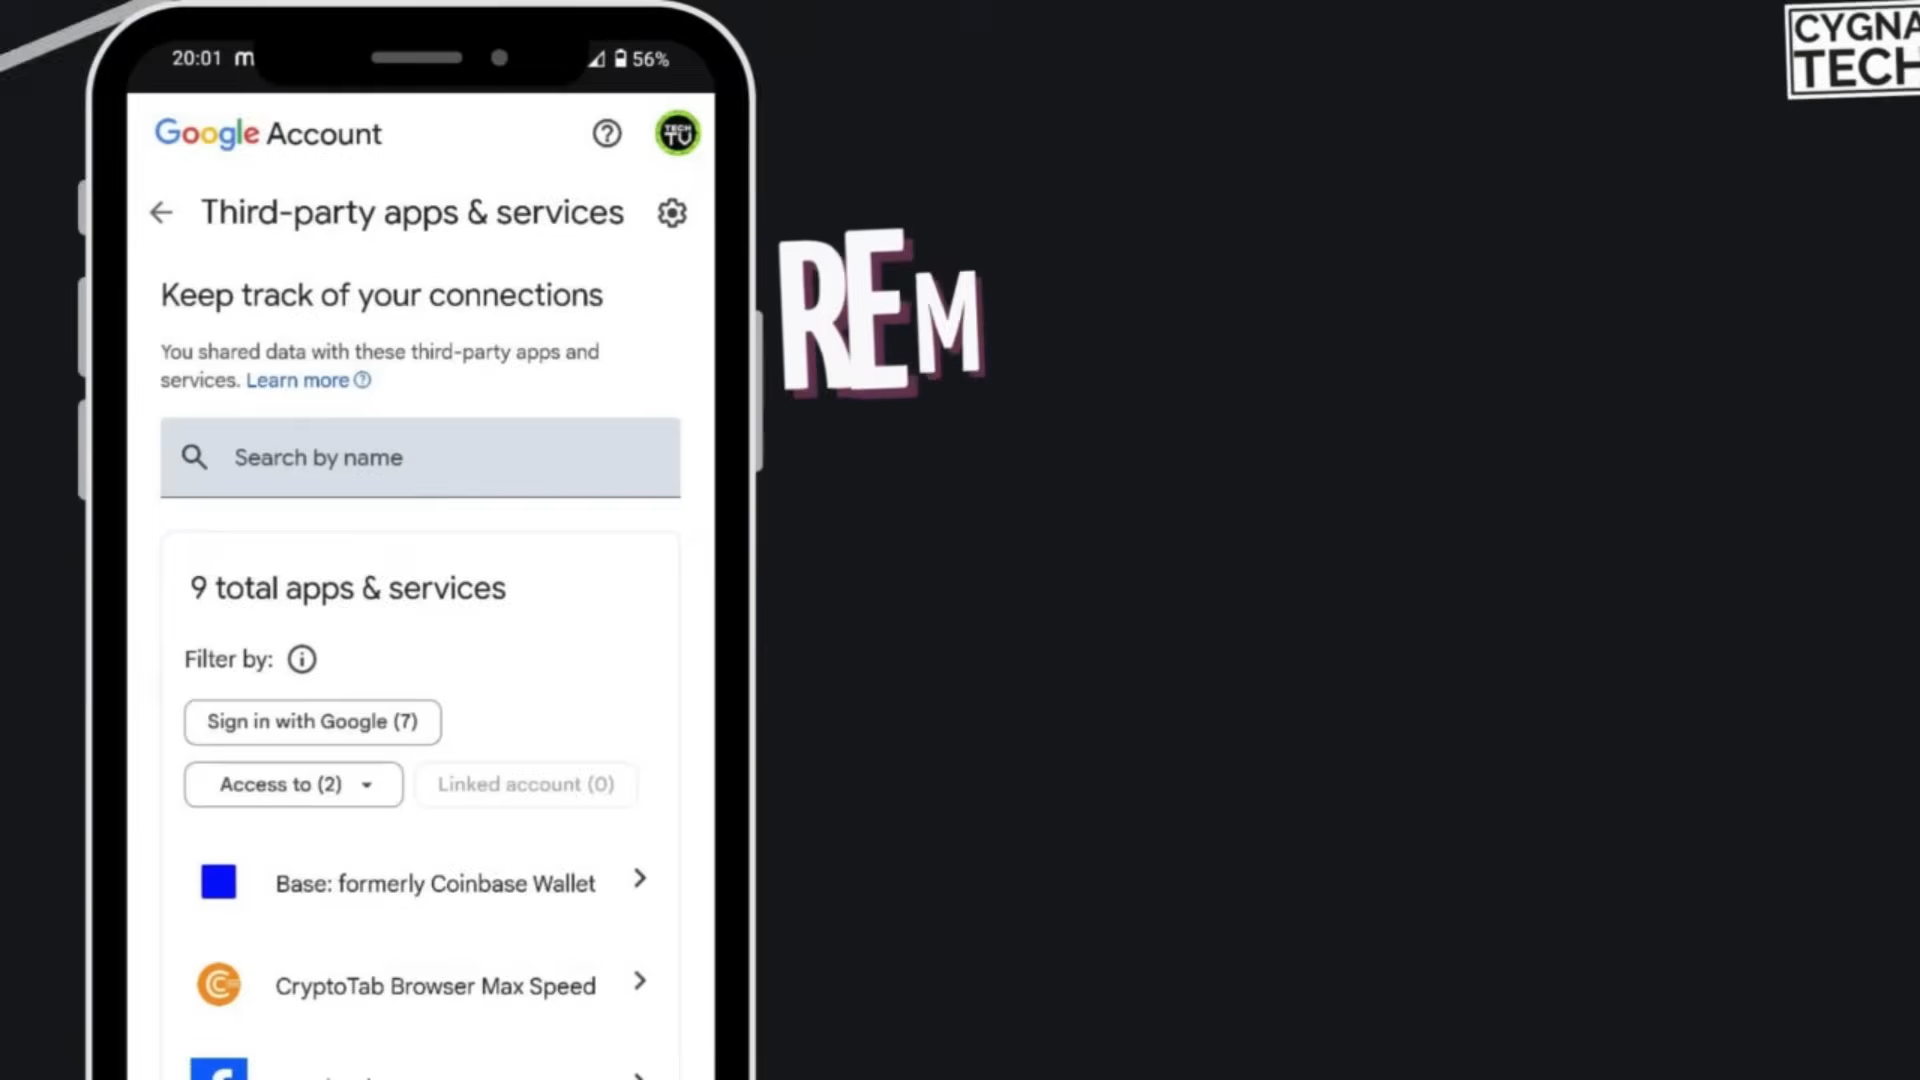 20:01 m 56%
CYGNA
TECH
Google Account
TECH
TV
Third-party apps & services
REM
Keep track of your connections
You shared data with these third-party apps and
services. Learn more
Search by name
9 total apps & services
Filter by:
Sign in with Google (7)
Access to (2) Linked account (0)
Base: formerly Coinbase Wallet
CryptoTab Browser Max Speed